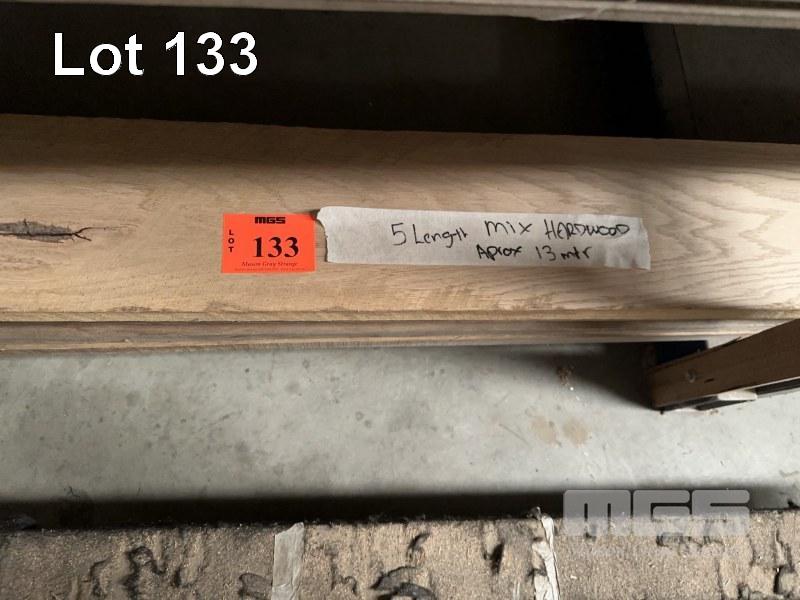 Lot 133
MGS
LOT
133
Mason Gray Strange
5 Length mix HARDWOOD
Aprox 13 mtr
MGS